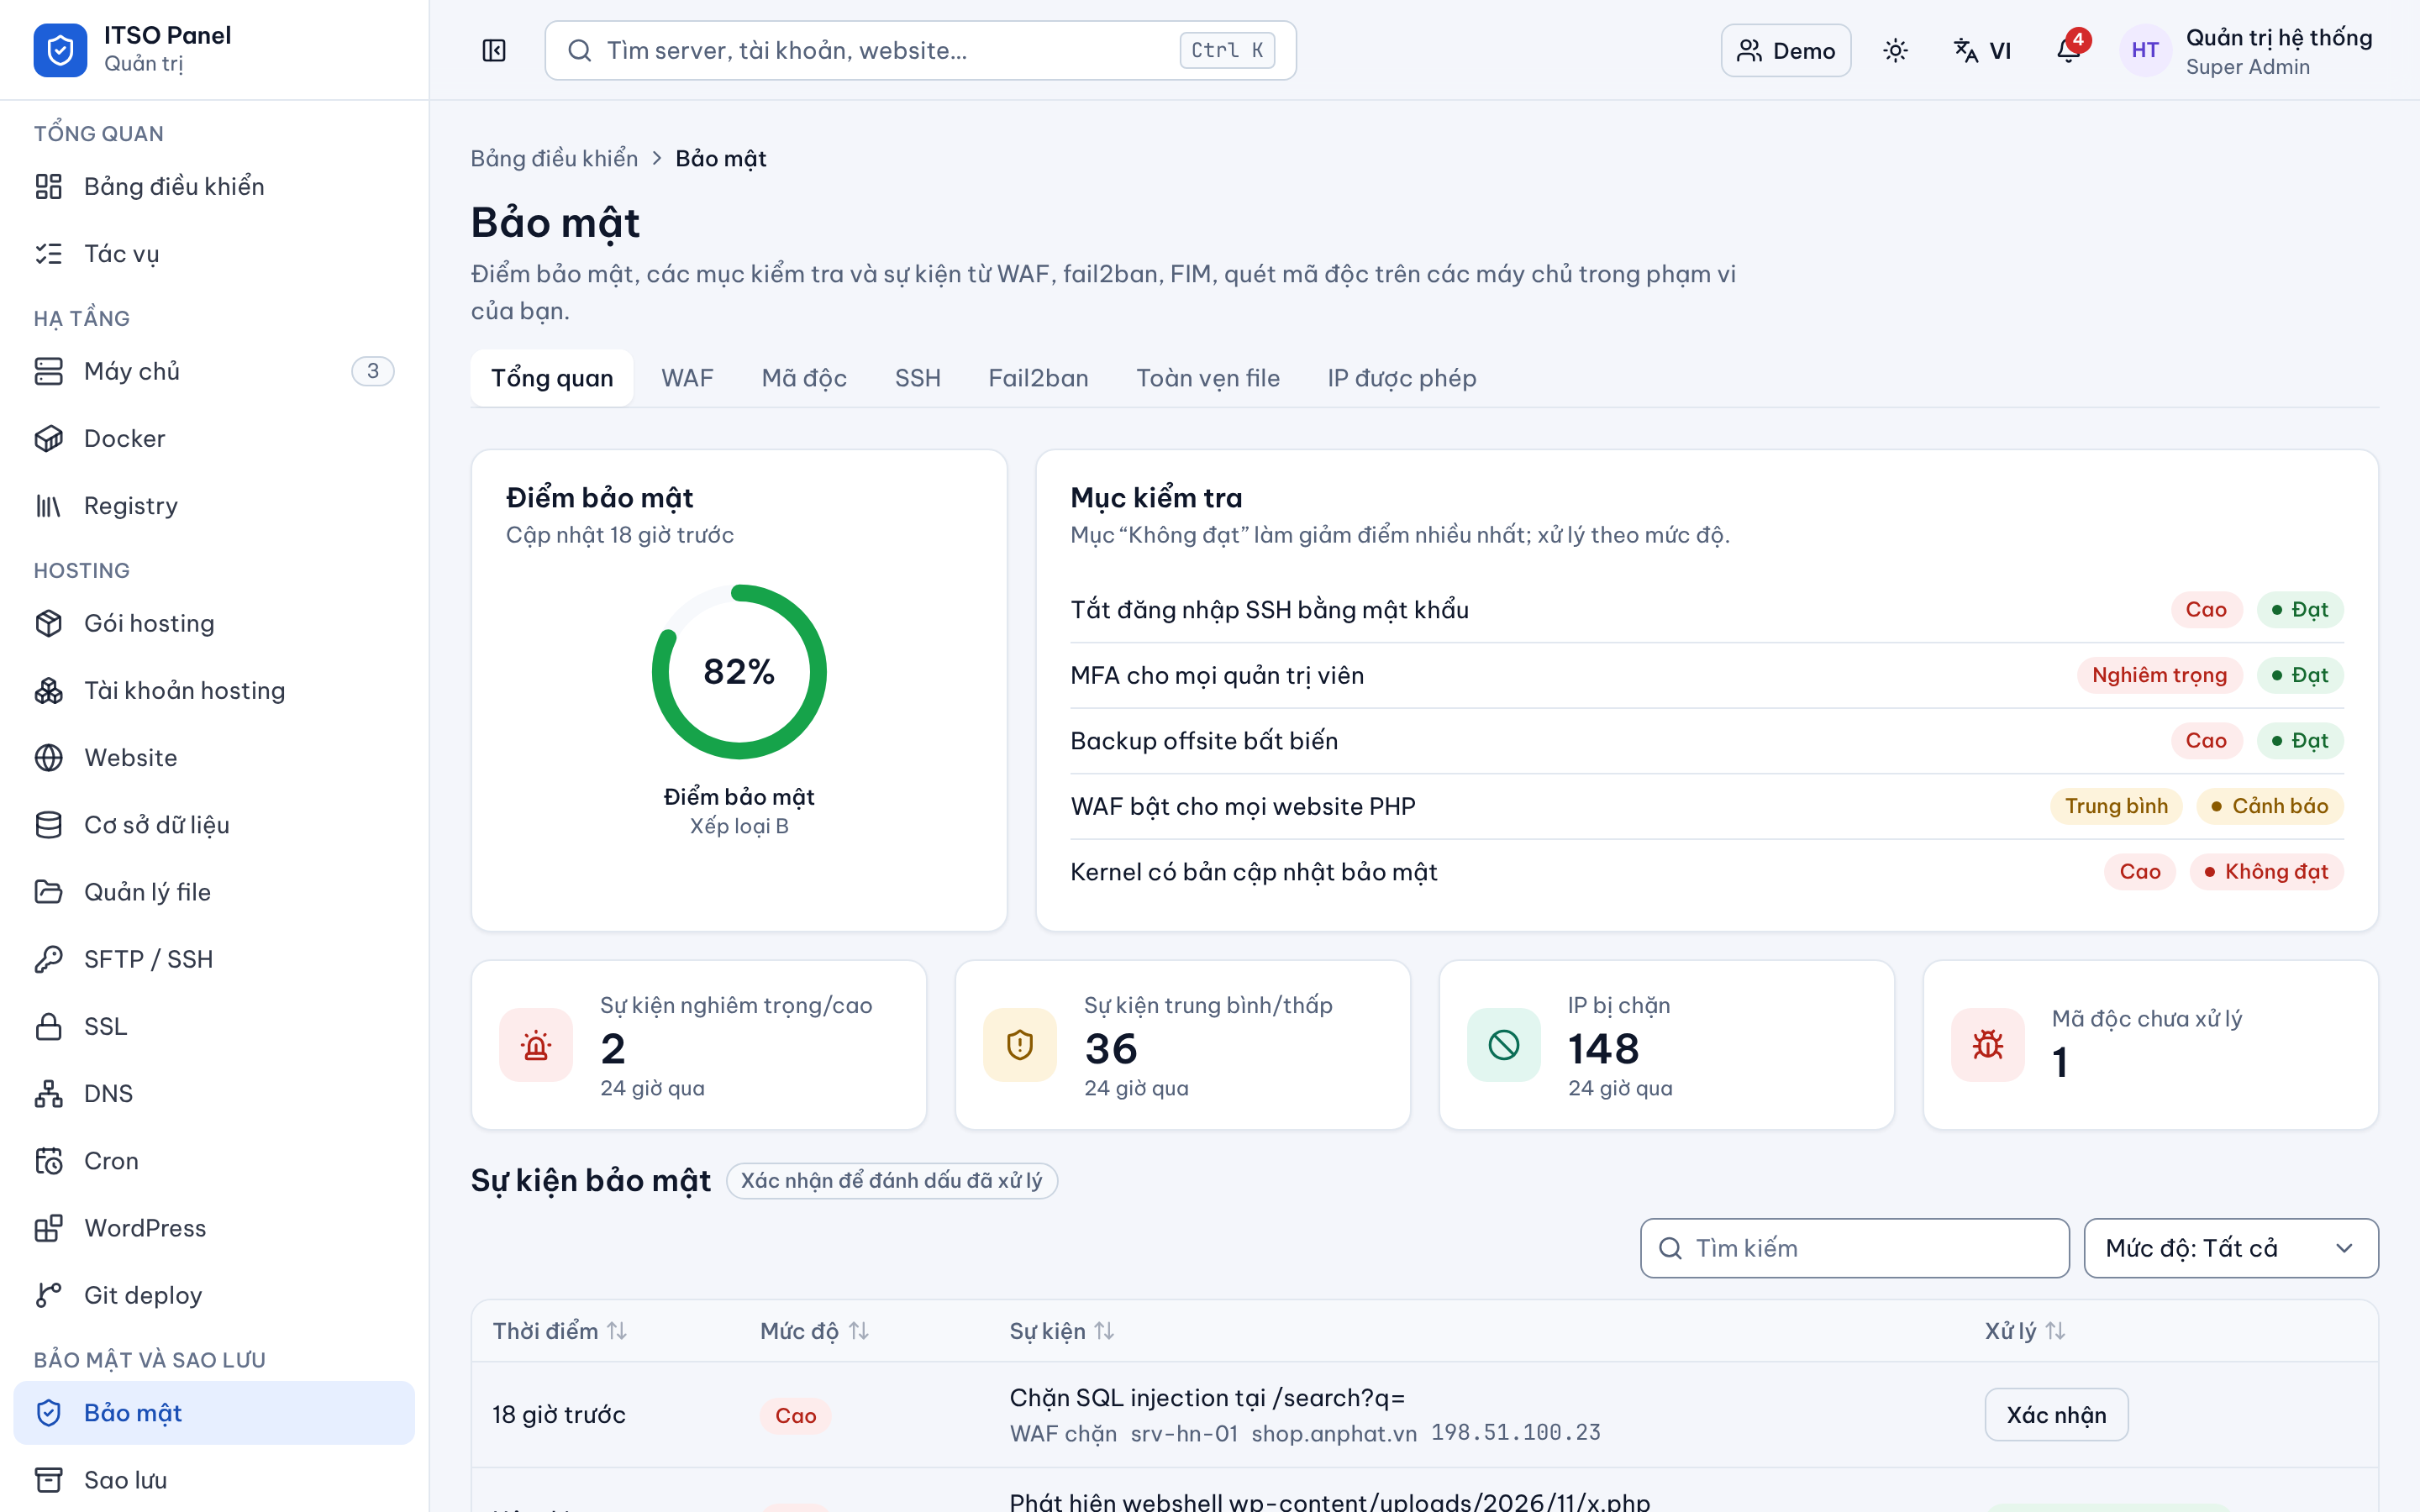 ITSO Panel
Quản trị
Tìm server, tài khoản, website...
Ctrl K
Demo
VI
4
HT
Quản trị hệ thống
Super Admin
TỔNG QUAN
Bảng điều khiển
Tác vụ
HẠ TẦNG
Máy chủ
3
Docker
Registry
HOSTING
Gói hosting
Tài khoản hosting
Website
Cơ sở dữ liệu
Quản lý file
SFTP / SSH
SSL
DNS
Cron
WordPress
Git deploy
BẢO MẬT VÀ SAO LƯU
Bảo mật
Sao lưu
Bảng điều khiển > Bảo mật
Bảo mật
Điểm bảo mật, các mục kiểm tra và sự kiện từ WAF, fail2ban, FIM, quét mã độc trên các máy chủ trong phạm vi
của bạn.
Tổng quan
WAF
Mã độc
SSH
Fail2ban
Toàn vẹn file
IP được phép
Điểm bảo mật
Cập nhật 18 giờ trước
82%
Điểm bảo mật
Xếp loại B
Mục kiểm tra
Mục “Không đạt” làm giảm điểm nhiều nhất; xử lý theo mức độ.
Tắt đăng nhập SSH bằng mật khẩu
Cao
Đạt
MFA cho mọi quản trị viên
Nghiêm trọng
Đạt
Backup offsite bất biến
Cao
Đạt
WAF bật cho mọi website PHP
Trung bình
Cảnh báo
Kernel có bản cập nhật bảo mật
Cao
Không đạt
Sự kiện nghiêm trọng/cao
2
24 giờ qua
Sự kiện trung bình/thấp
36
24 giờ qua
IP bị chặn
148
24 giờ qua
Mã độc chưa xử lý
1
Sự kiện bảo mật
Xác nhận để đánh dấu đã xử lý
Tìm kiếm
Mức độ: Tất cả
Thời điểm
Mức độ
Sự kiện
Xử lý
18 giờ trước
Cao
Chặn SQL injection tại /search?q=
WAF chặn srv-hn-01 shop.anphat.vn 198.51.100.23
Xác nhận
Phát hiện webshell wp-content/uploads/2026/11/x.php